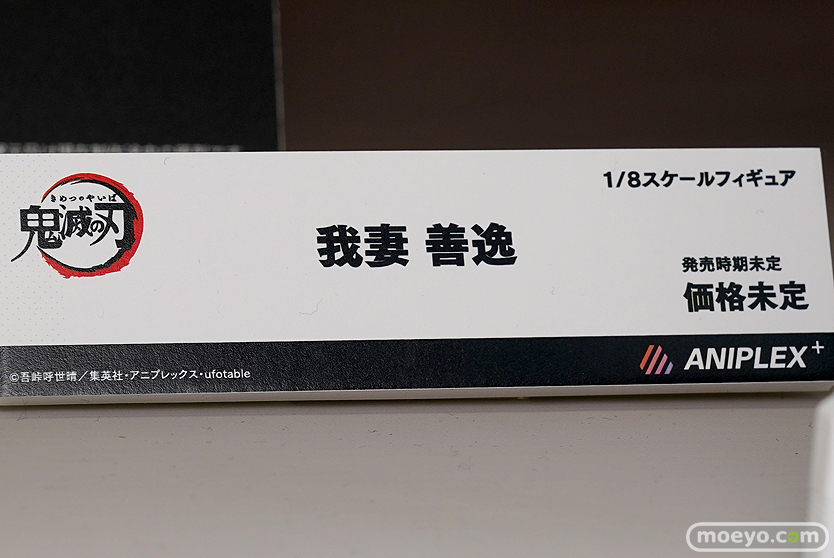 きめつのやいば
鬼滅の刃
1/8スケールフィギュア
我妻 善逸
発売時期未定
価格未定
©吾峠呼世晴／集英社・アニプレックス・ufotable
ANIPLEX+
moeyo.com